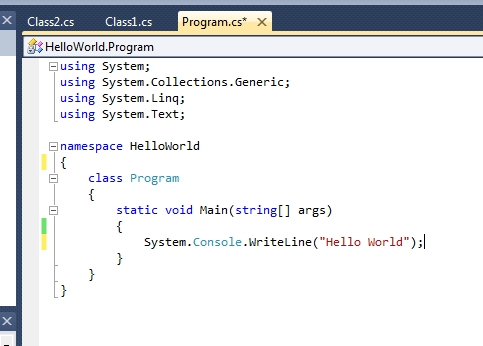 Class2.cs Class1.cs Program.cs*
HelloWorld.Program
using System;
using System.Collections.Generic;
using System.Linq;
using System.Text;
namespace HelloWorld
{
class Program
{
static void Main(string[] args)
{
System.Console.WriteLine("Hello World");
}
}
}